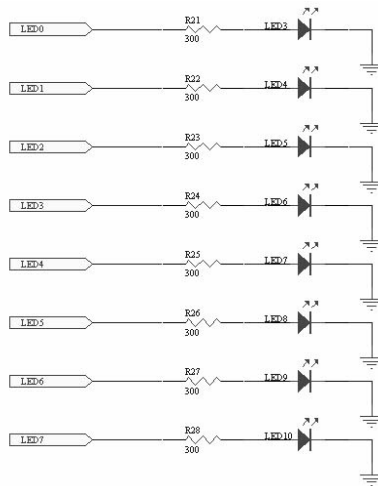 LED0 R21 300 LED3
LED1 R22 300 LED4
LED2 R23 300 LED5
LED3 R24 300 LED6
LED4 R25 300 LED7
LED5 R26 300 LED8
LED6 R27 300 LED9
LED7 R28 300 LED10